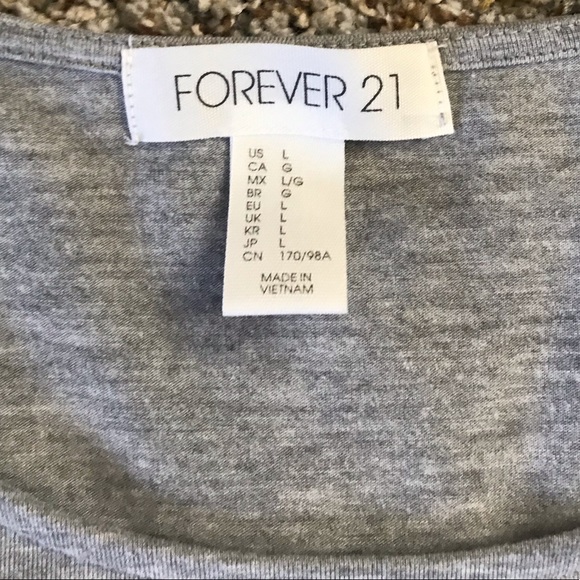 FOREVER 21
US L
CA G
MX L/G
BR G
EU L
UK L
KR L
JP L
CN 170/98A
MADE IN
VIETNAM